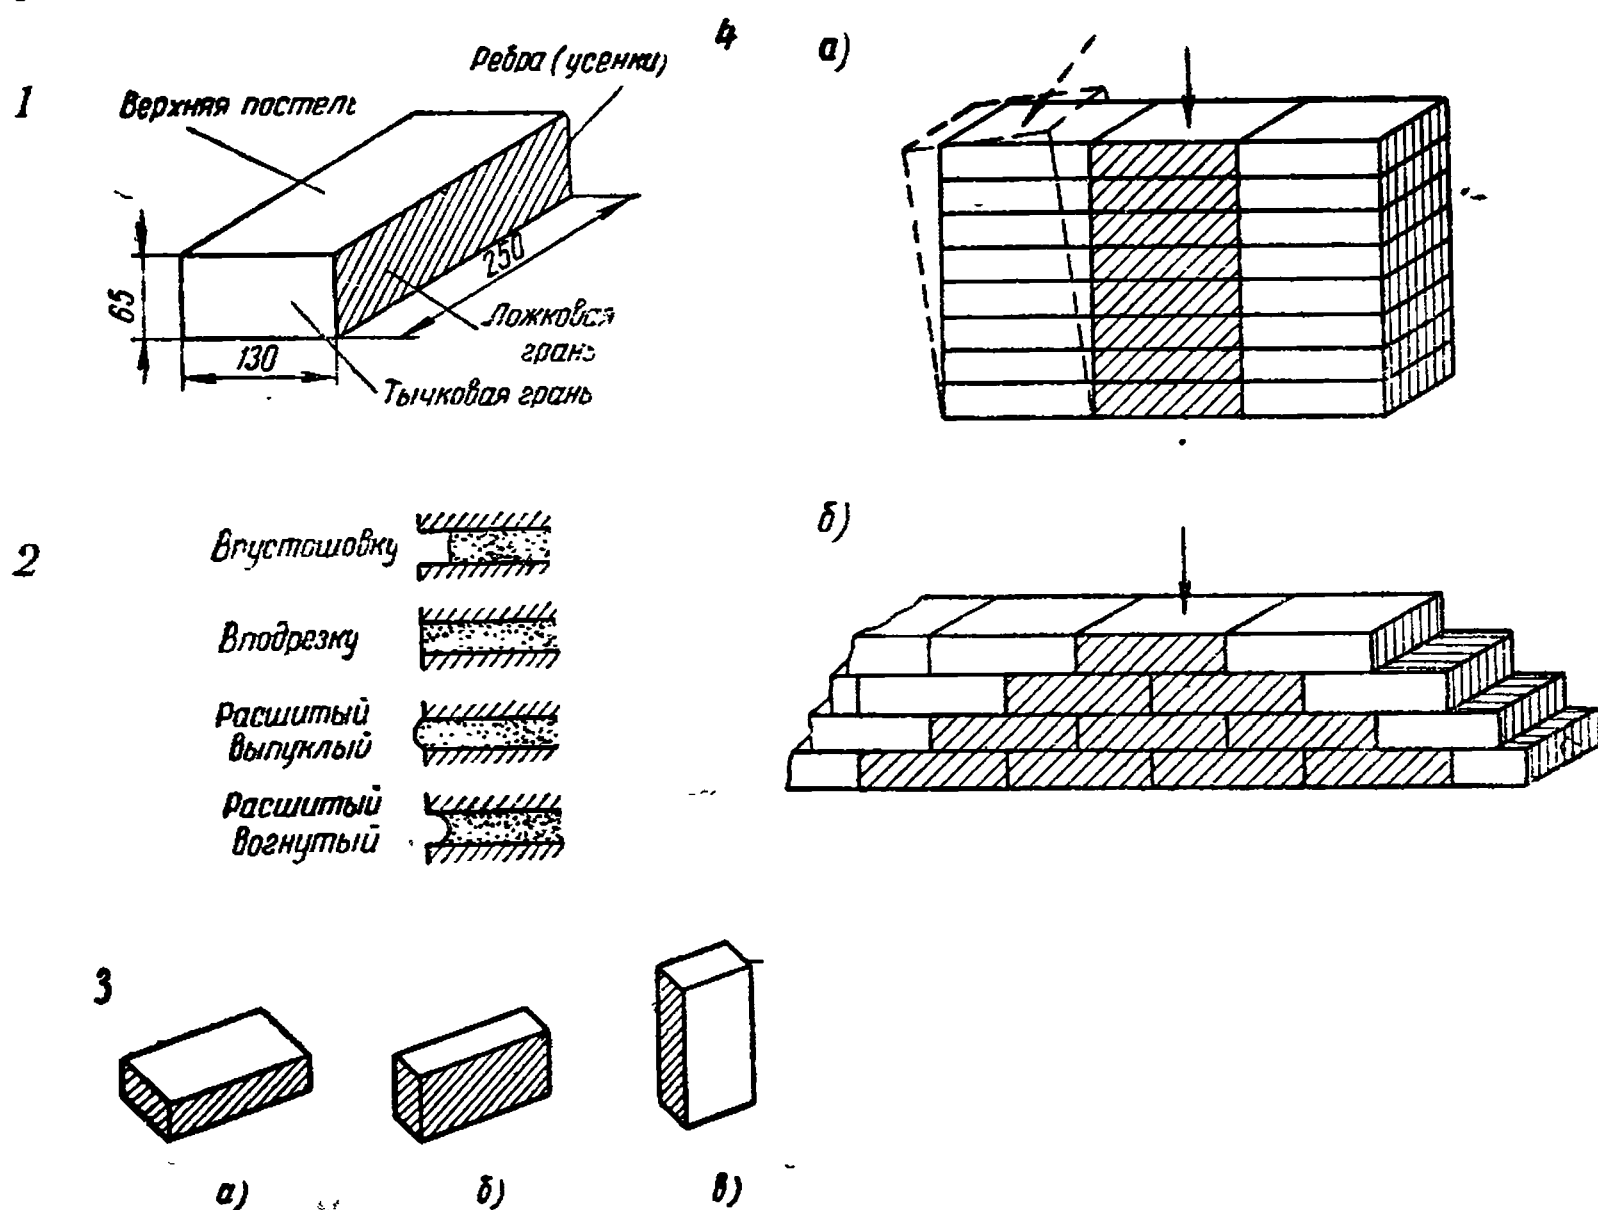 1
Верхняя постель
Ребра (усенки)
65
130
250
Ложковая
грань
Тычковая грань
2
Впустошовку
Вподрезку
Расшитый
выпуклый
Расшитый
вогнутый
3
а)
б)
в)
4
а)
б)